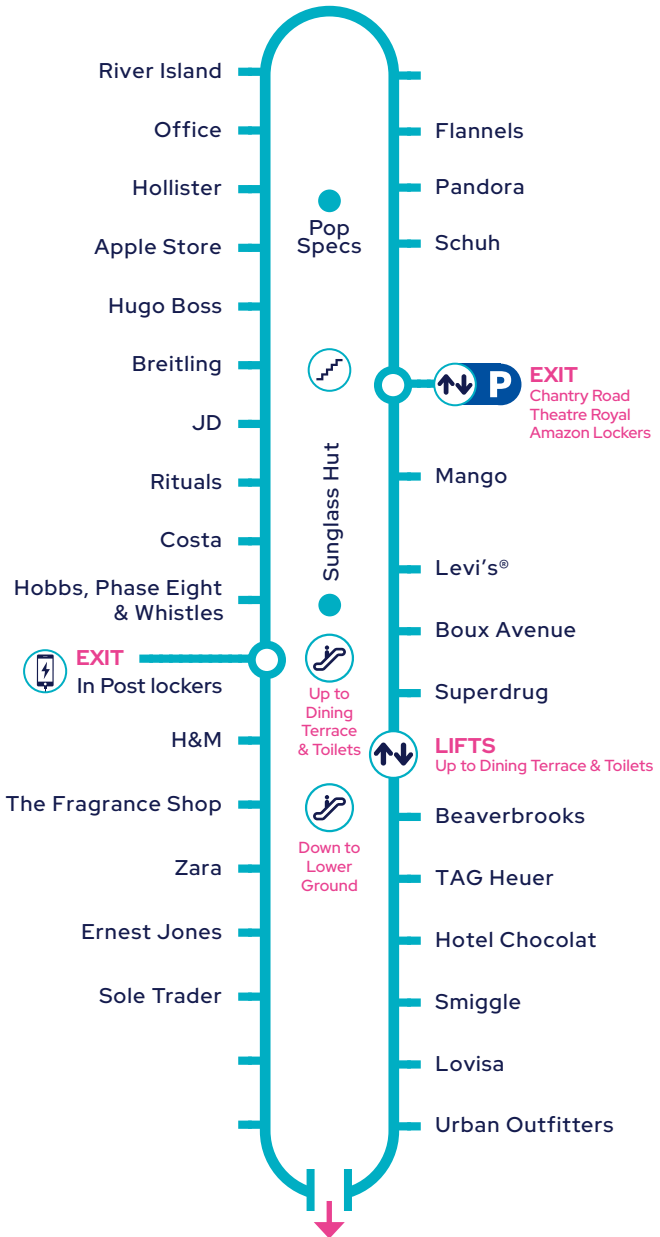 River Island
Office
Hollister
Apple Store
Hugo Boss
Breitling
JD
Rituals
Costa
Hobbs, Phase Eight
& Whistles
EXIT
In Post lockers
H&M
The Fragrance Shop
Zara
Ernest Jones
Sole Trader
Pop
Specs
Sunglass Hut
Up to
Dining
Terrace
& Toilets
Down to
Lower
Ground
Flannels
Pandora
Schuh
P
EXIT
Chantry Road
Theatre Royal
Amazon Lockers
Mango
Levi's®
Boux Avenue
Superdrug
LIFTS
Up to Dining Terrace & Toilets
Beaverbrooks
TAG Heuer
Hotel Chocolat
Smiggle
Lovisa
Urban Outfitters